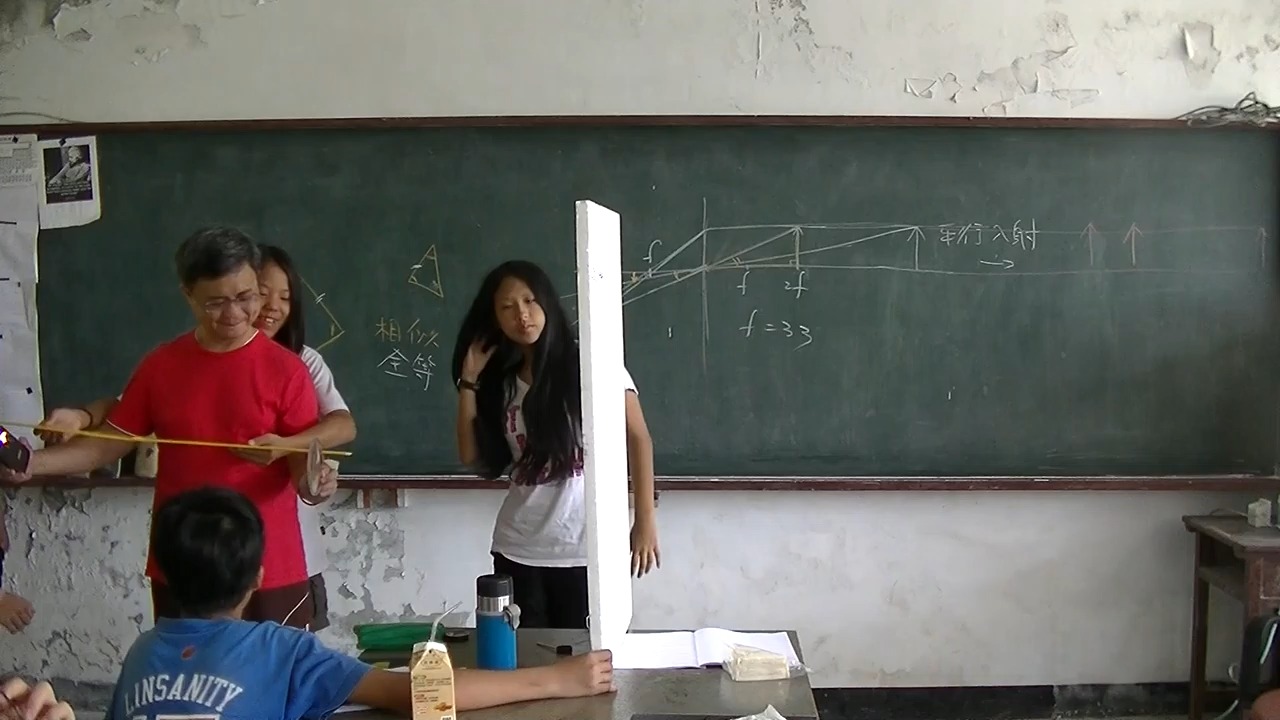 f
平行入射
→
f 2f
f = 33
相似
全等
LINSANITY